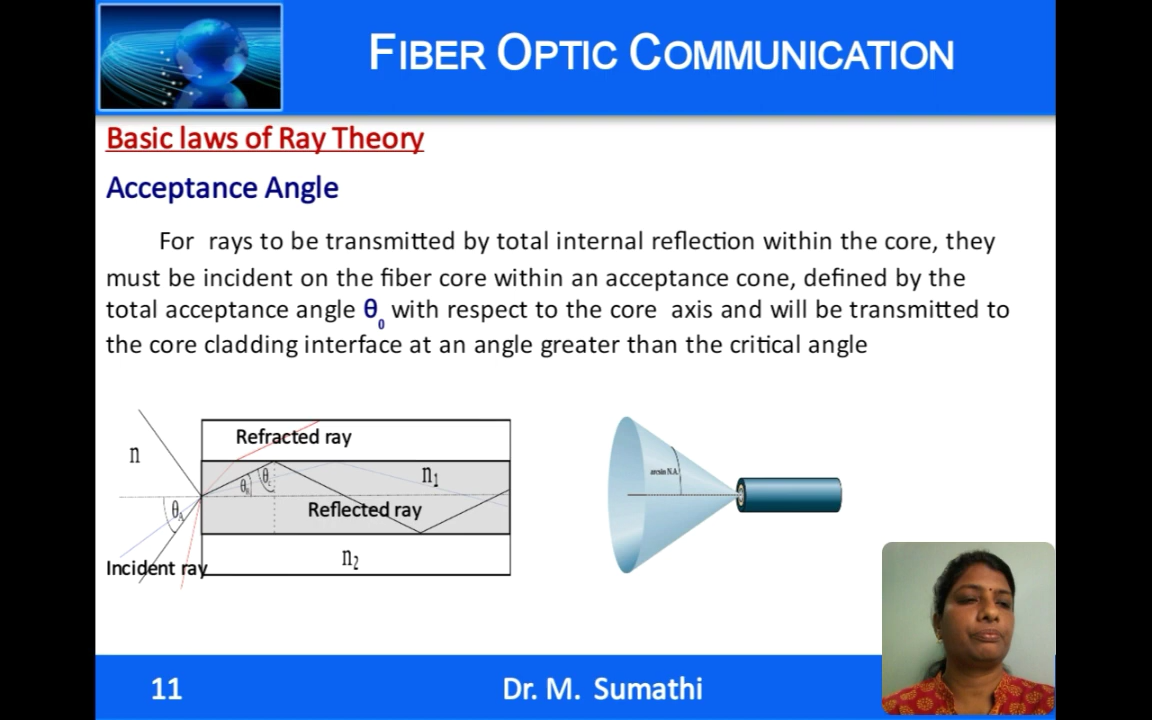 FIBER OPTIC COMMUNICATION
Basic laws of Ray Theory
Acceptance Angle
For rays to be transmitted by total internal reflection within the core, they
must be incident on the fiber core within an acceptance cone, defined by the
total acceptance angle θ₀ with respect to the core axis and will be transmitted to
the core cladding interface at an angle greater than the critical angle
n
Refracted ray
n₁
θ
θ
θ
Reflected ray
n₂
Incident ray
arcsin N.A.
11
Dr. M. Sumathi